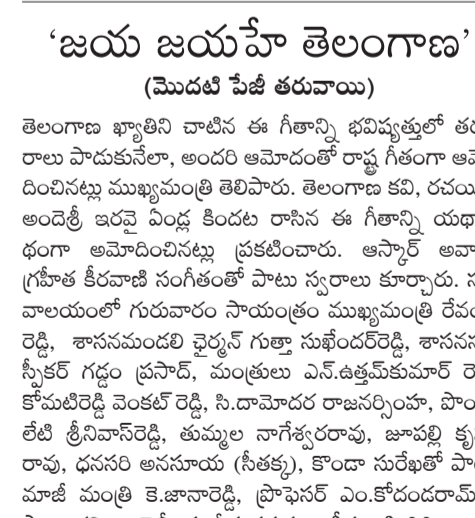 ‘జయ జయహే తెలంగాణ’
(మొదటి పేజీ తరువాయి)
తెలంగాణ ఖ్యాతిని చాటిన ఈ గీతాన్ని భవిష్యత్తులో తర
రాలు పాడుకునేలా, అందరి ఆమోదంతో రాష్ట్ర గీతంగా ఆమో
దించినట్లు ముఖ్యమంత్రి తెలిపారు. తెలంగాణ కవి, రచయి
అందెశ్రీ ఇరవై ఏండ్ల కిందట రాసిన ఈ గీతాన్ని యథా
థంగా అమోదించినట్లు ప్రకటించారు. ఆస్కార్ అవా
గ్రహీత కీరవాణి సంగీతంతో పాటు స్వరాలు కూర్చారు. స
వాలయంలో గురువారం సాయంత్రం ముఖ్యమంత్రి రేవం
రెడ్డి, శాసనమండలి ఛైర్మన్ గుత్తా సుఖేందర్‌రెడ్డి, శాసనస
స్పీకర్ గడ్డం ప్రసాద్, మంత్రులు ఎన్.ఉత్తమ్‌కుమార్ రె
కోమటిరెడ్డి వెంకట్ రెడ్డి, సి.దామోదర రాజనర్సింహ, పొం
లేటి శ్రీనివాస్‌రెడ్డి, తుమ్మల నాగేశ్వరరావు, జూపల్లి కృ
రావు, ధనసరి అనసూయ (సీతక్క), కొండా సురేఖతో పా
మాజీ మంత్రి కె.జానారెడ్డి, ప్రొఫెసర్ ఎం.కోదండరామ్